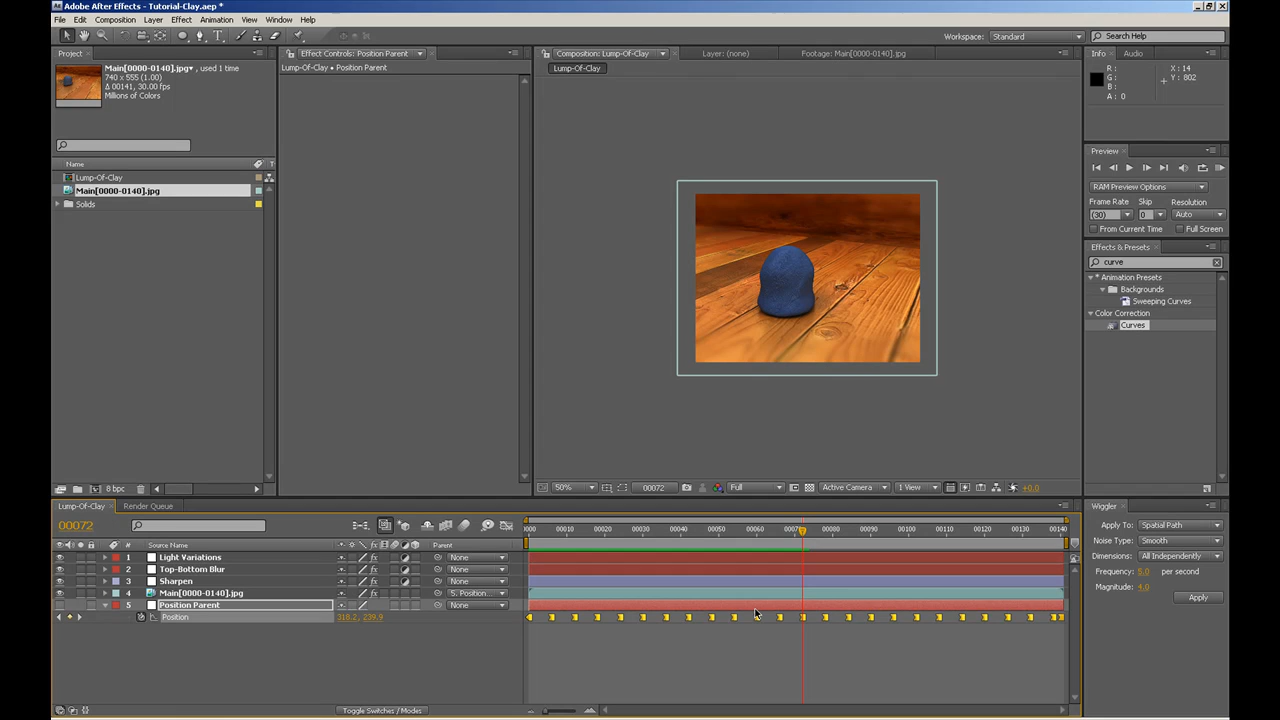 Adobe After Effects - Tutorial-Clay.aep *
File Edit Composition Layer Effect Animation View Window Help
Workspace: Standard Search Help
Project
Main[0000-0140].jpg, used 1 time
740 x 555 (1.00)
Δ 00141, 30.00 fps
Millions of Colors
Name T
Lump-Of-Clay
Main[0000-0140].jpg
Solids
8 bpc
Effect Controls: Position Parent
Lump-Of-Clay • Position Parent
Composition: Lump-Of-Clay Layer: (none) Footage: Main[0000-0140].jpg
Lump-Of-Clay
50% 00072 Full Active Camera 1 View +0.0
Info Audio
R : X : 14
G : Y : 802
B :
A : 0
Preview
RAM Preview Options
Frame Rate Skip Resolution
(30) 0 Auto
From Current Time Full Screen
Effects & Presets
curve
* Animation Presets
Backgrounds
Sweeping Curves
Color Correction
Curves
Lump-Of-Clay Render Queue
00072
0000 00010 00020 00030 00040 00050 00060 0007 00080 00090 00100 00110 00120 00130 00140
# Source Name Parent
1 Light Variations None
2 Top-Bottom Blur None
3 Sharpen None
4 Main[0000-0140].jpg 5. Position...
5 Position Parent None
Position 318.2, 239.9
Toggle Switches / Modes
Wiggler
Apply To: Spatial Path
Noise Type: Smooth
Dimensions: All Independently
Frequency: 5.0 per second
Magnitude: 4.0
Apply